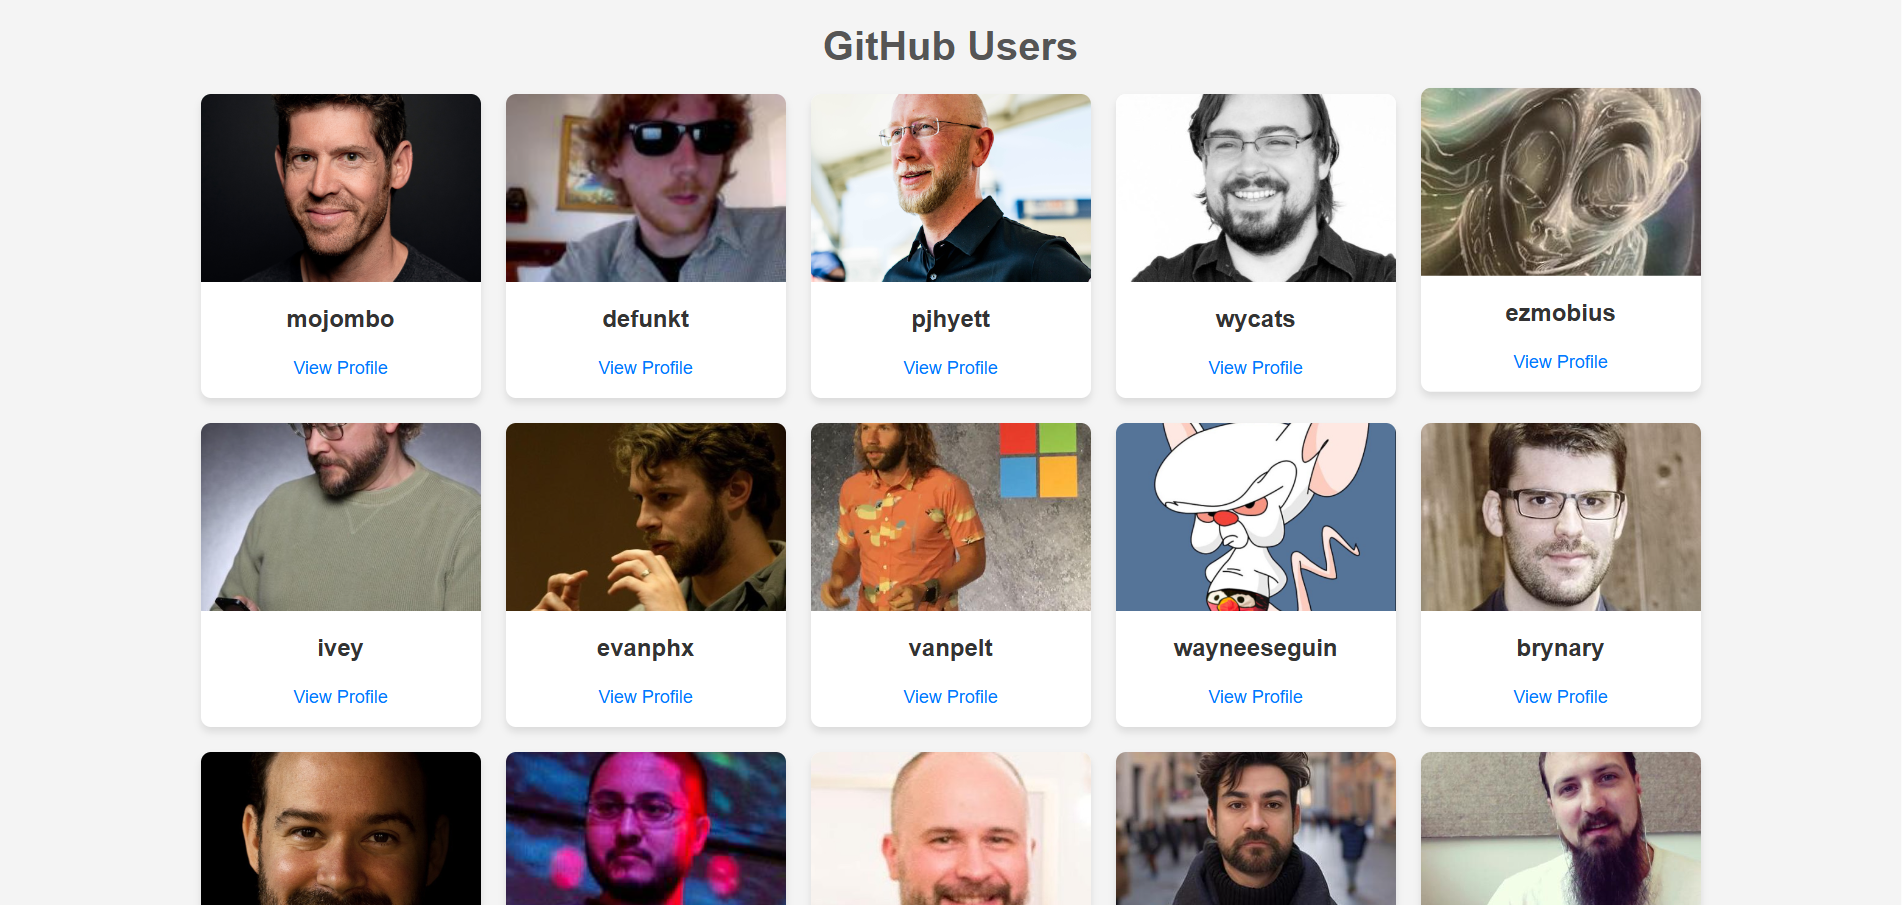 GitHub Users
mojombo
View Profile
defunkt
View Profile
pjhyett
View Profile
wycats
View Profile
ezmobius
View Profile
ivey
View Profile
evanphx
View Profile
vanpelt
View Profile
wayneeseguin
View Profile
brynary
View Profile